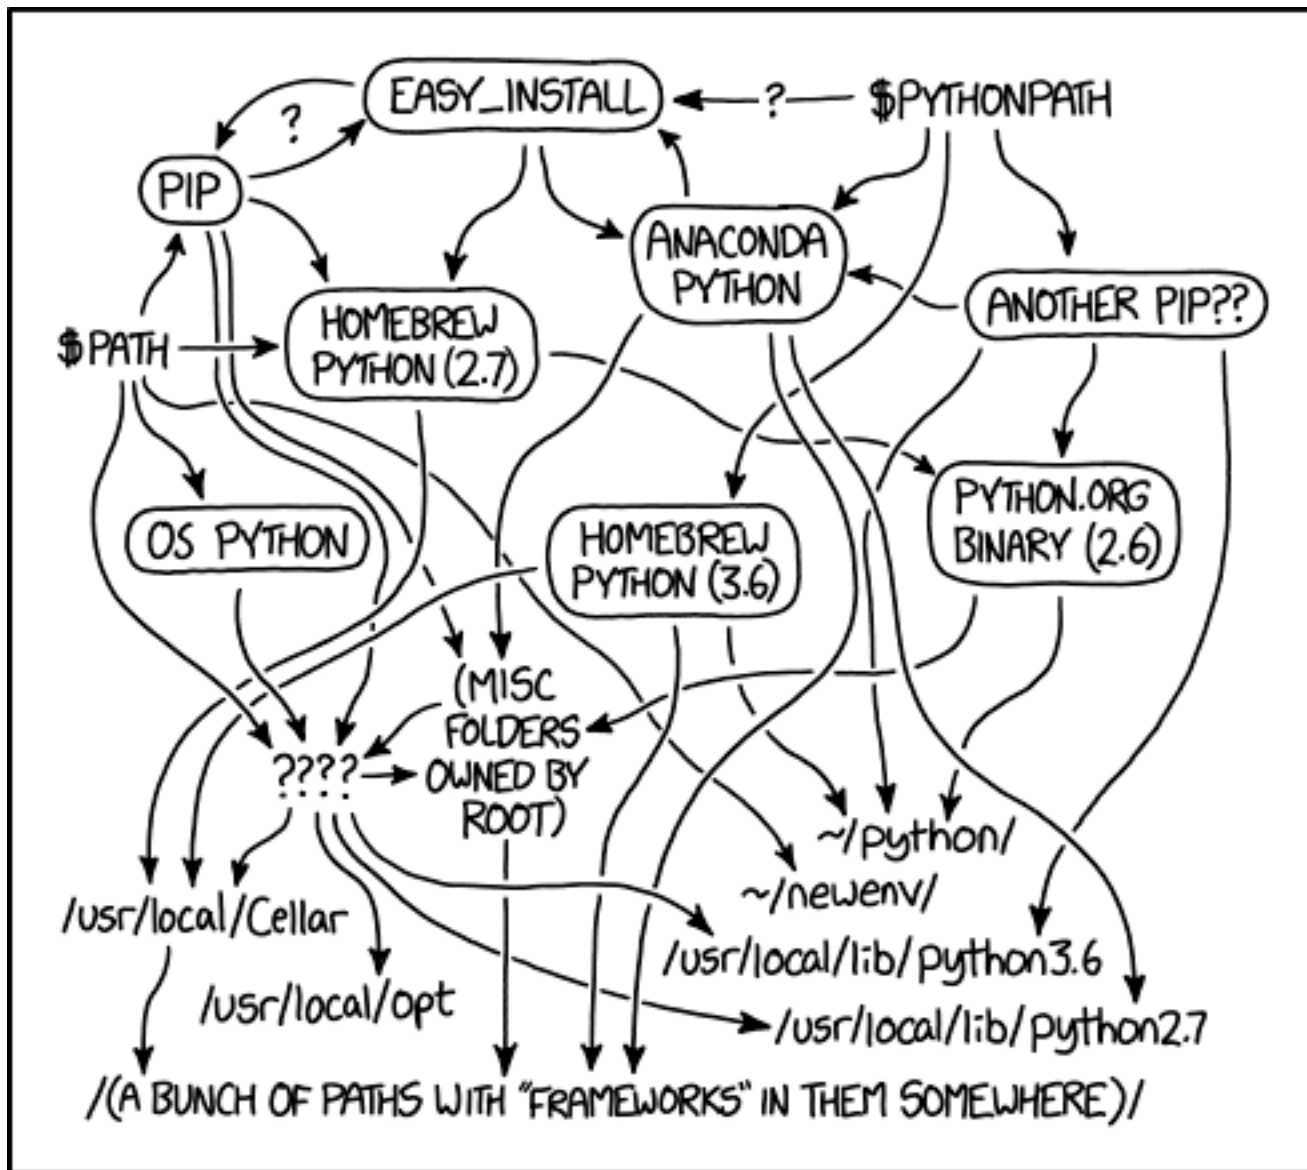 EASY_INSTALL
?
$PYTHONPATH
?
PIP
ANACONDA
PYTHON
ANOTHER PIP??
HOMEBREW
PYTHON (2.7)
$PATH
PYTHON.ORG
BINARY (2.6)
OS PYTHON
HOMEBREW
PYTHON (3.6)
(MISC
FOLDERS
OWNED BY
ROOT)
????
~/python/
~/newenv/
/usr/local/Cellar
/usr/local/lib/python3.6
/usr/local/opt
/usr/local/lib/python2.7
/(A BUNCH OF PATHS WITH "FRAMEWORKS" IN THEM SOMEWHERE)/